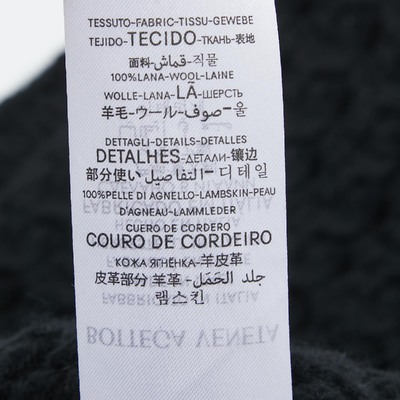 TESSUTO-FABRIC-TISSU-GEWEBE
TEJIDO-TECIDO-ТКАНЬ-表地
面料-قماش-직물
100%LANA-WOOL-LAINE
WOLLE-LANA-LÃ-ШЕРСТЬ
羊毛-ウール-صوف-울
DETTAGLI-DETAILS-DETALLES
DETALHES-ДЕТАЛИ-镶边
部分使い-التفاصيل-디테일
100%PELLE DI AGNELLO-LAMBSKIN-PEAU
D'AGNEAU-LAMMLEDER
CUERO DE CORDERO
COURO DE CORDEIRO
КОЖА ЯГНЁНКА-羊皮革
皮革部分 羊革-جلد الحَمَل
램스킨
BOTTEGA VENETA